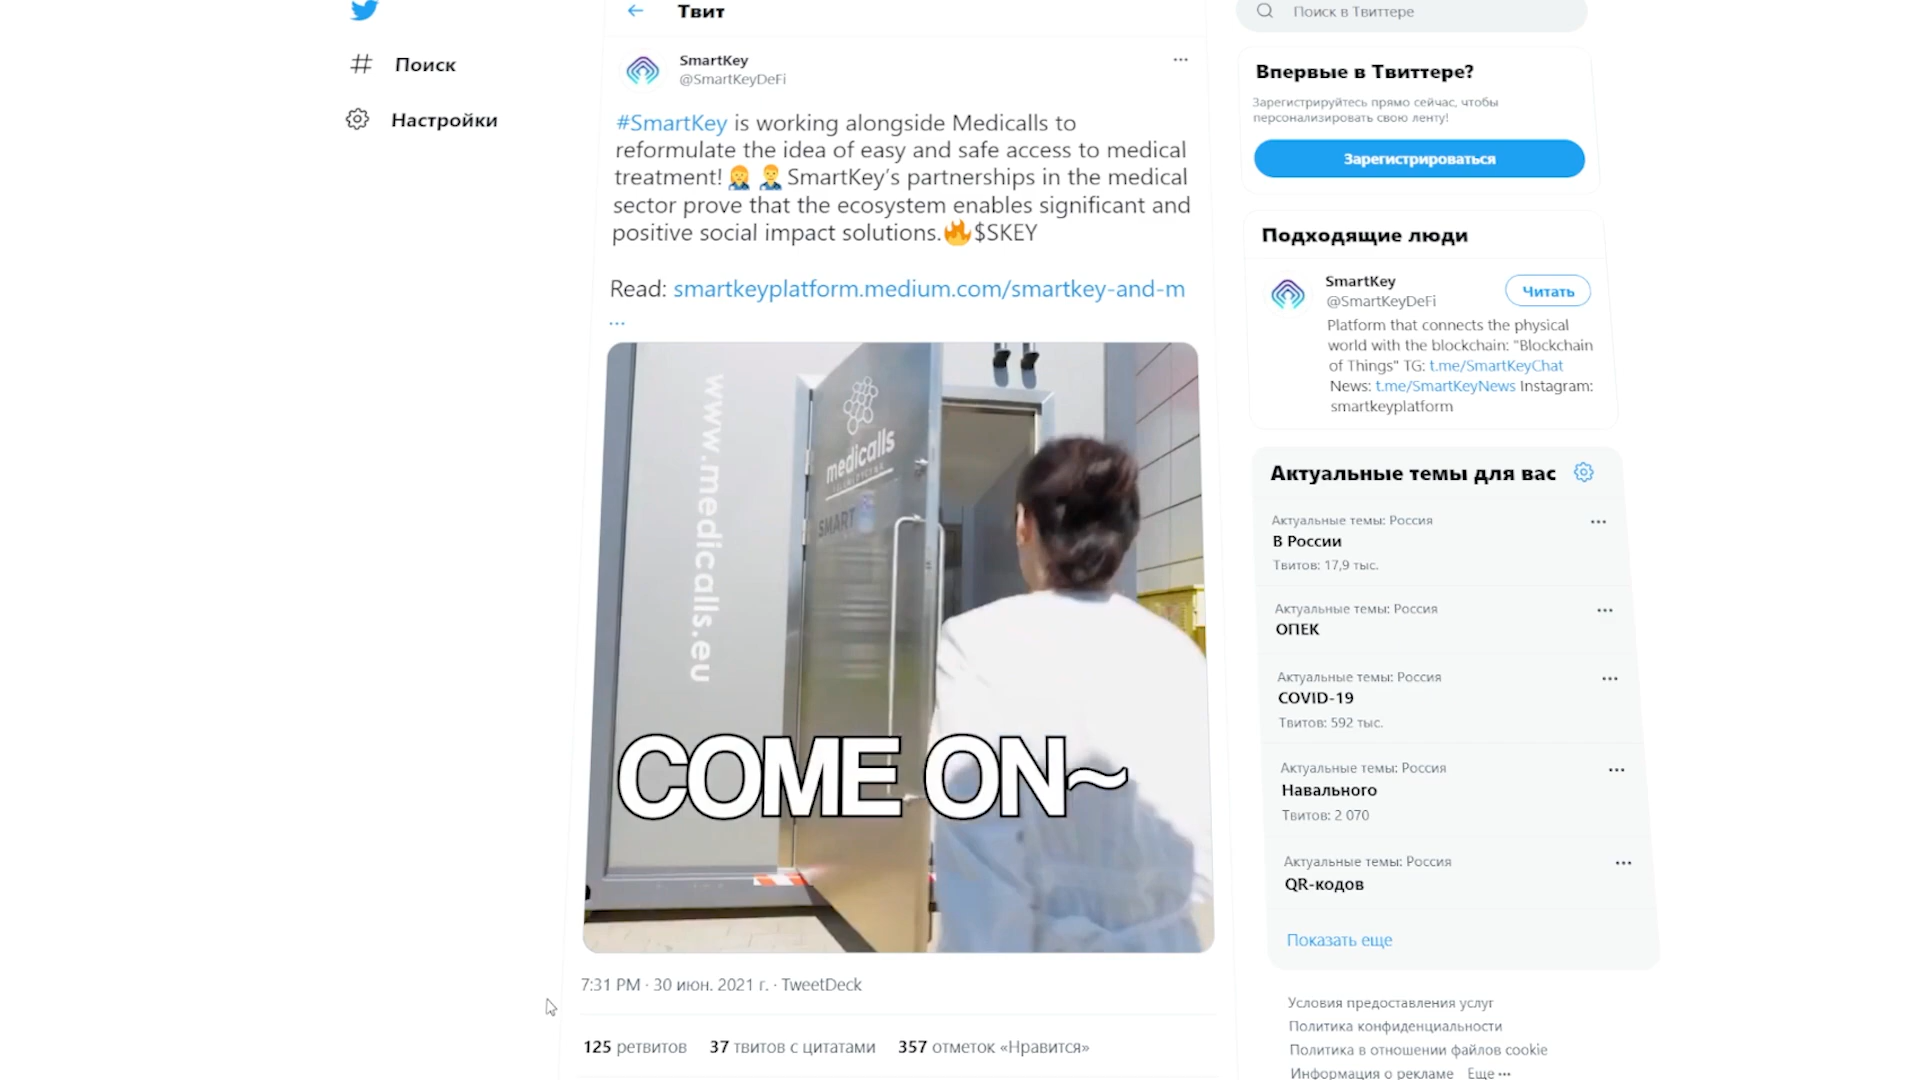 Твит
Поиск в Твиттере
Поиск
Настройки
SmartKey
@SmartKeyDeFi
#SmartKey is working alongside Medicalls to
reformulate the idea of easy and safe access to medical
treatment! SmartKey’s partnerships in the medical
sector prove that the ecosystem enables significant and
positive social impact solutions. $SKEY
Read: smartkeyplatform.medium.com/smartkey-and-m
...
www.medicalls.eu
medicalls
SMART
COME ON~
7:31 PM · 30 июн. 2021 г. · TweetDeck
125 ретвитов 37 твитов с цитатами 357 отметок «Нравится»
Впервые в Твиттере?
Зарегистрируйтесь прямо сейчас, чтобы
персонализировать свою ленту!
Зарегистрироваться
Подходящие люди
SmartKey
@SmartKeyDeFi
Читать
Platform that connects the physical
world with the blockchain: "Blockchain
of Things" TG: t.me/SmartKeyChat
News: t.me/SmartKeyNews Instagram:
smartkeyplatform
Актуальные темы для вас
Актуальные темы: Россия
В России
Твитов: 17,9 тыс.
Актуальные темы: Россия
ОПЕК
Актуальные темы: Россия
COVID-19
Твитов: 592 тыс.
Актуальные темы: Россия
Навального
Твитов: 2 070
Актуальные темы: Россия
QR-кодов
Показать еще
Условия предоставления услуг
Политика конфиденциальности
Политика в отношении файлов cookie
Информация о рекламе Еще ...